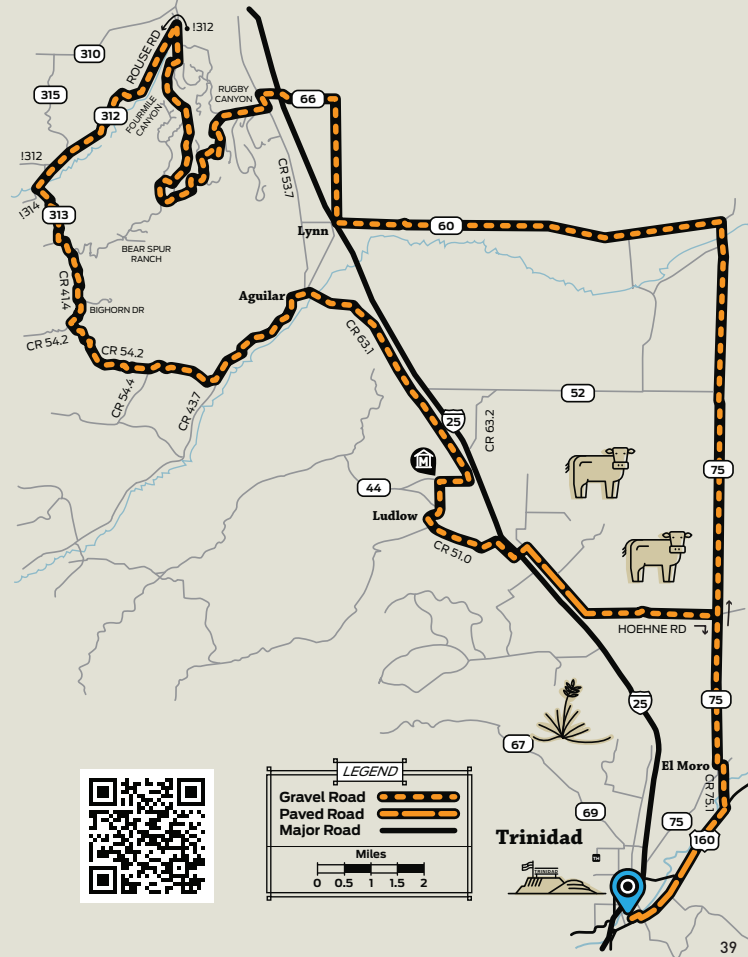 !312
310
ROUSE RD
315
RUGBY
CANYON
66
312
FOURMILE
CANYON
!312
CR 53.7
!314
313
60
Lynn
BEAR SPUR
RANCH
CR 41.4
Aguilar
BIGHORN DR
CR 54.2
CR 54.2
CR 63.1
CR 54.4
CR 43.7
52
25
CR 63.2
75
M
44
Ludlow
CR 51.0
HOEHNE RD
25
75
67
El Moro
CR 75.1
LEGEND
Gravel Road
Paved Road
Major Road
Miles
0 0.5 1 1.5 2
69
75
160
Trinidad
TH
TRINIDAD
39